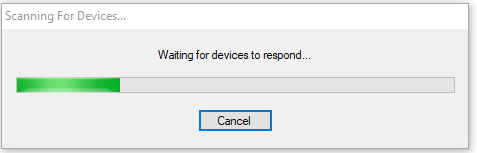 Scanning For Devices...
Waiting for devices to respond...
Cancel